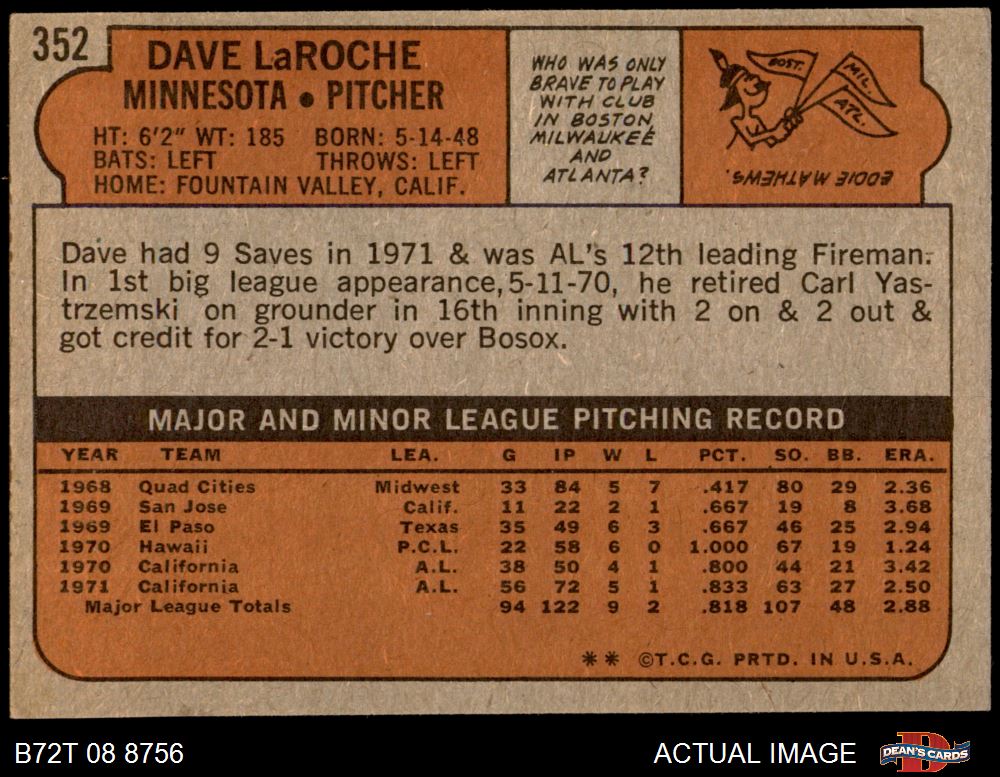 352
DAVE LaROCHE
MINNESOTA • PITCHER
HT: 6'2" WT: 185 BORN: 5-14-48
BATS: LEFT THROWS: LEFT
HOME: FOUNTAIN VALLEY, CALIF.
WHO WAS ONLY
BRAVE TO PLAY
WITH CLUB
IN BOSTON,
MILWAUKEE
AND
ATLANTA?
BOST.
MIL.
ATL.
EDDIE MATHEWS.
Dave had 9 Saves in 1971 & was AL's 12th leading Fireman.
In 1st big league appearance, 5-11-70, he retired Carl Yas-
trzemski on grounder in 16th inning with 2 on & 2 out &
got credit for 2-1 victory over Bosox.
MAJOR AND MINOR LEAGUE PITCHING RECORD
YEAR TEAM LEA. G IP W L PCT. SO. BB. ERA.
1968 Quad Cities Midwest 33 84 5 7 .417 80 29 2.36
1969 San Jose Calif. 11 22 2 1 .667 19 8 3.68
1969 El Paso Texas 35 49 6 3 .667 46 25 2.94
1970 Hawaii P.C.L. 22 58 6 0 1.000 67 19 1.24
1970 California A.L. 38 50 4 1 .800 44 21 3.42
1971 California A.L. 56 72 5 1 .833 63 27 2.50
Major League Totals 94 122 9 2 .818 107 48 2.88
** ©T.C.G. PRTD. IN U.S.A.
B72T 08 8756
ACTUAL IMAGE
DEAN'S CARDS